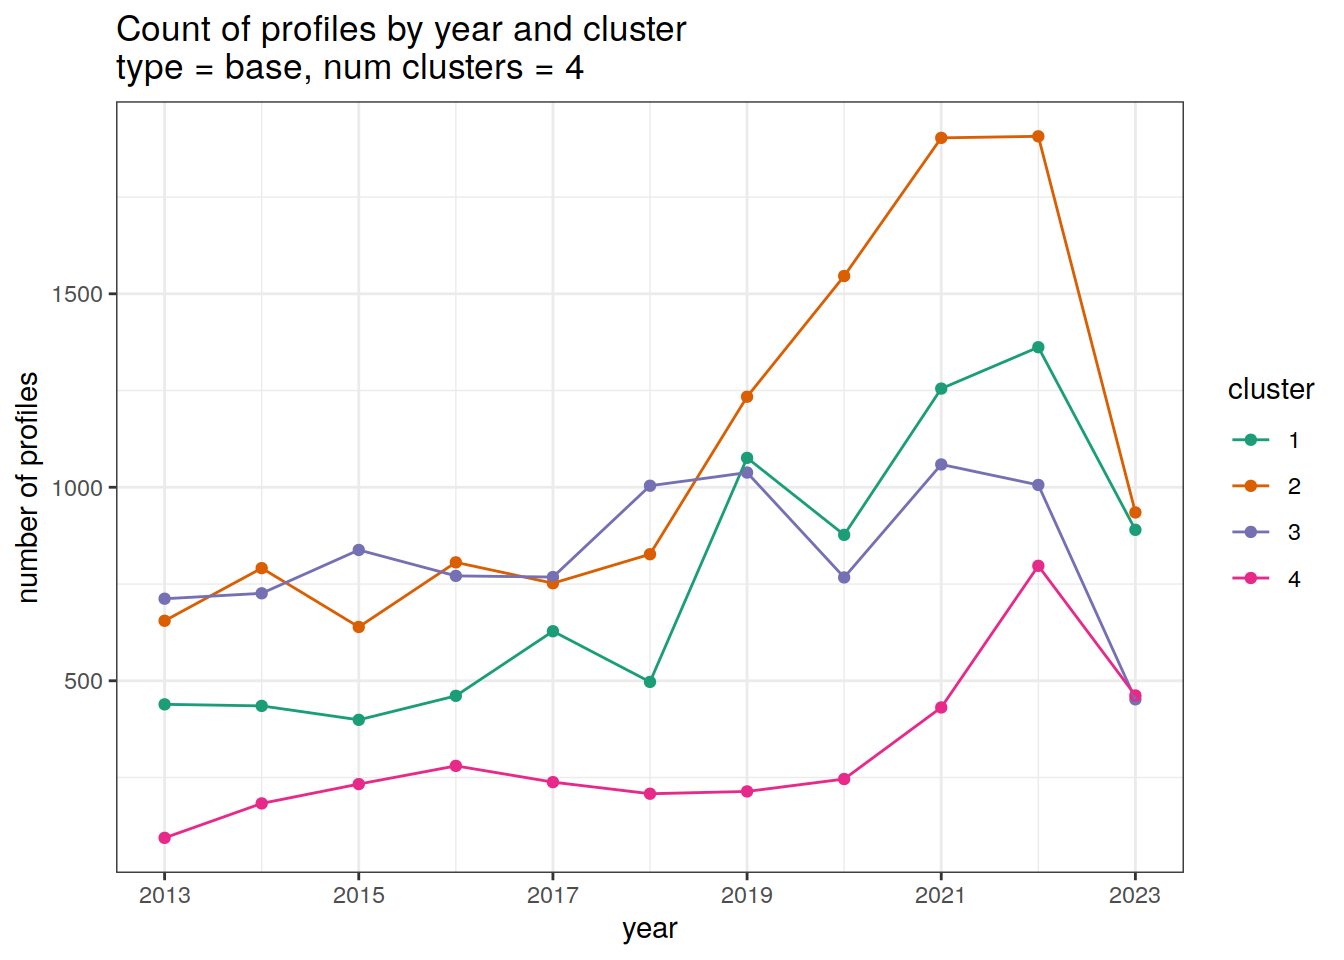 Count of profiles by year and cluster
type = base, num clusters = 4
1500
1000
500
number of profiles
2013 2015 2017 2019 2021 2023
year
cluster
1
2
3
4